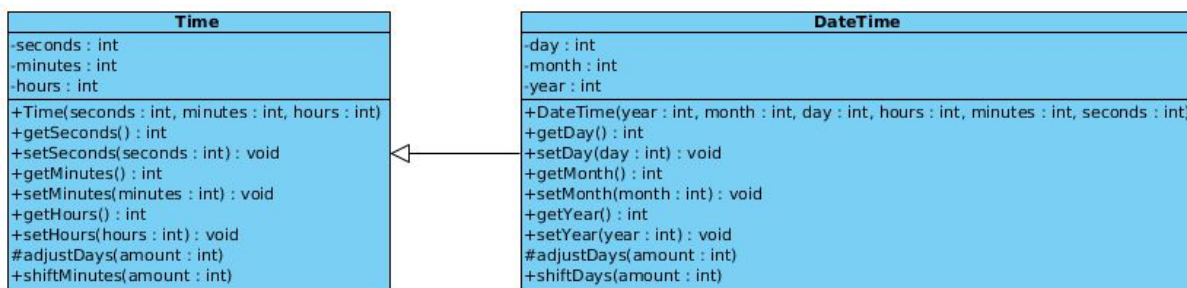 Time
-seconds : int
-minutes : int
-hours : int
+Time(seconds : int, minutes : int, hours : int)
+getSeconds() : int
+setSeconds(seconds : int) : void
+getMinutes() : int
+setMinutes(minutes : int) : void
+getHours() : int
+setHours(hours : int) : void
#adjustDays(amount : int)
+shiftMinutes(amount : int)
DateTime
-day : int
-month : int
-year : int
+DateTime(year : int, month : int, day : int, hours : int, minutes : int, seconds : int)
+getDay() : int
+setDay(day : int) : void
+getMonth() : int
+setMonth(month : int) : void
+getYear() : int
+setYear(year : int) : void
#adjustDays(amount : int)
+shiftDays(amount : int)